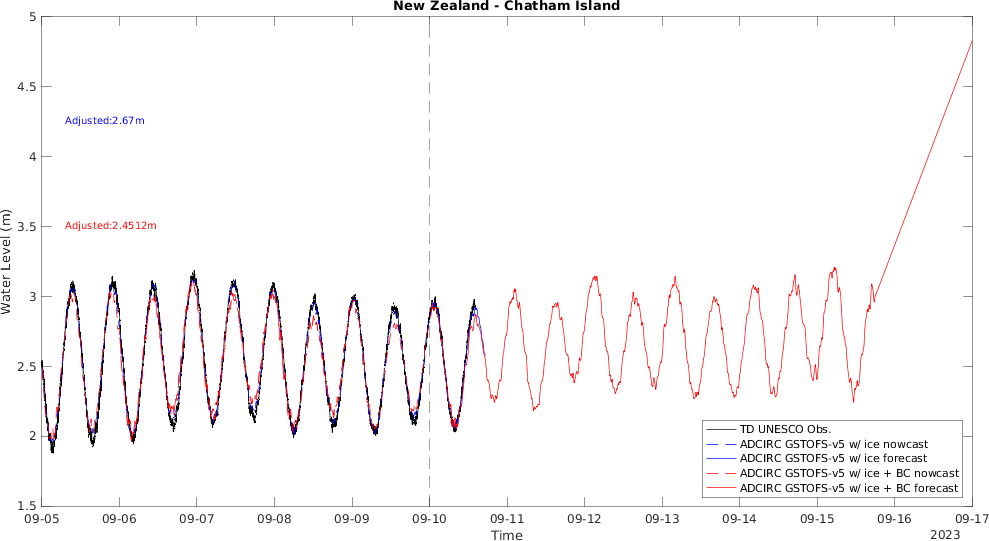 New Zealand - Chatham Island
5
4.5
4
3.5
3
2.5
2
1.5
Water Level (m)
Adjusted:2.67m
Adjusted:2.4512m
TD UNESCO Obs.
ADCIRC GSTOFS-v5 w/ ice nowcast
ADCIRC GSTOFS-v5 w/ ice forecast
ADCIRC GSTOFS-v5 w/ ice + BC nowcast
ADCIRC GSTOFS-v5 w/ ice + BC forecast
09-05 09-06 09-07 09-08 09-09 09-10 09-11 09-12 09-13 09-14 09-15 09-16 09-17
Time
2023